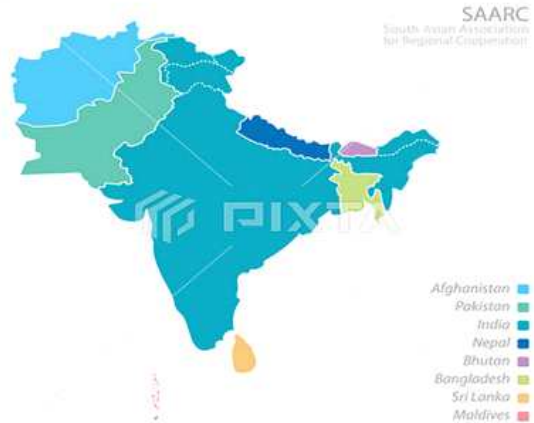 SAARC
South Asian Association
for Regional Cooperation
PIXTA
Afghanistan
Pakistan
India
Nepal
Bhutan
Bangladesh
Sri Lanka
Maldives